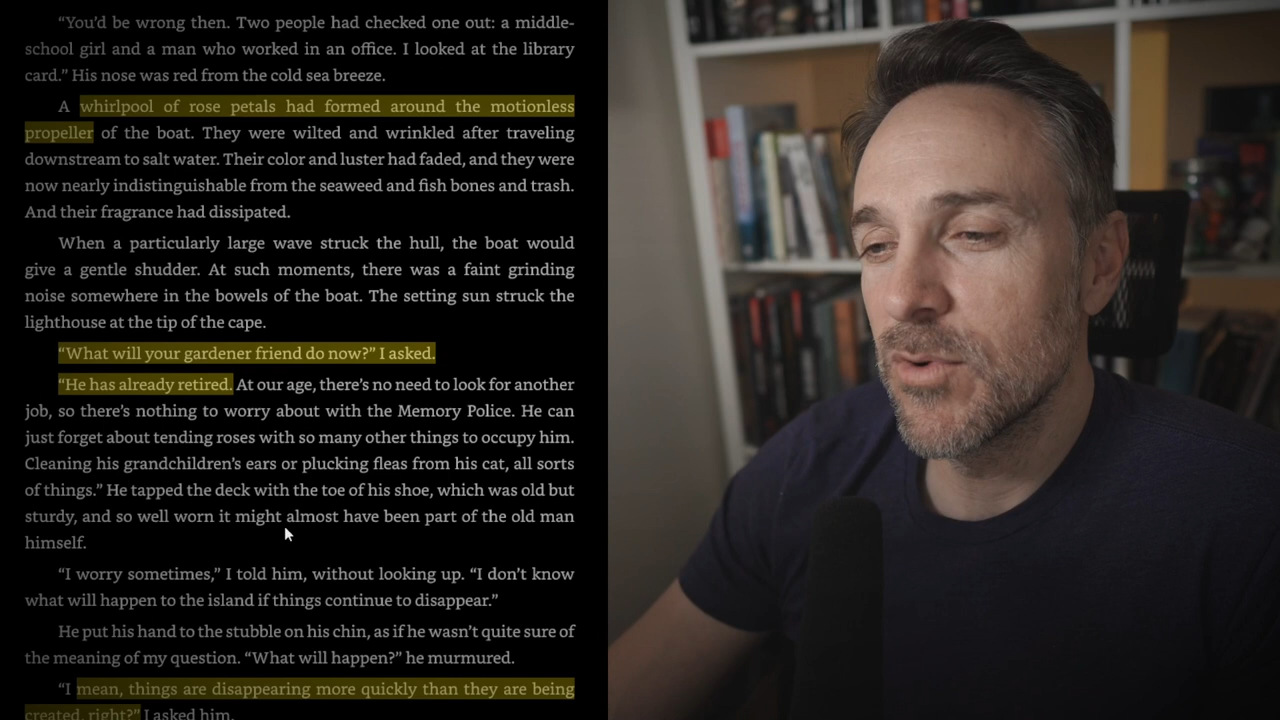 “You’d be wrong then. Two people had checked one out: a middle-
school girl and a man who worked in an office. I looked at the library
card.” His nose was red from the cold sea breeze.
A whirlpool of rose petals had formed around the motionless
propeller of the boat. They were wilted and wrinkled after traveling
downstream to salt water. Their color and luster had faded, and they were
now nearly indistinguishable from the seaweed and fish bones and trash.
And their fragrance had dissipated.
When a particularly large wave struck the hull, the boat would
give a gentle shudder. At such moments, there was a faint grinding
noise somewhere in the bowels of the boat. The setting sun struck the
lighthouse at the tip of the cape.
“What will your gardener friend do now?” I asked.
“He has already retired. At our age, there’s no need to look for another
job, so there’s nothing to worry about with the Memory Police. He can
just forget about tending roses with so many other things to occupy him.
Cleaning his grandchildren’s ears or plucking fleas from his cat, all sorts
of things.” He tapped the deck with the toe of his shoe, which was old but
sturdy, and so well worn it might almost have been part of the old man
himself.
“I worry sometimes,” I told him, without looking up. “I don’t know
what will happen to the island if things continue to disappear.”
He put his hand to the stubble on his chin, as if he wasn’t quite sure of
the meaning of my question. “What will happen?” he murmured.
“I mean, things are disappearing more quickly than they are being
created, right?” I asked him.